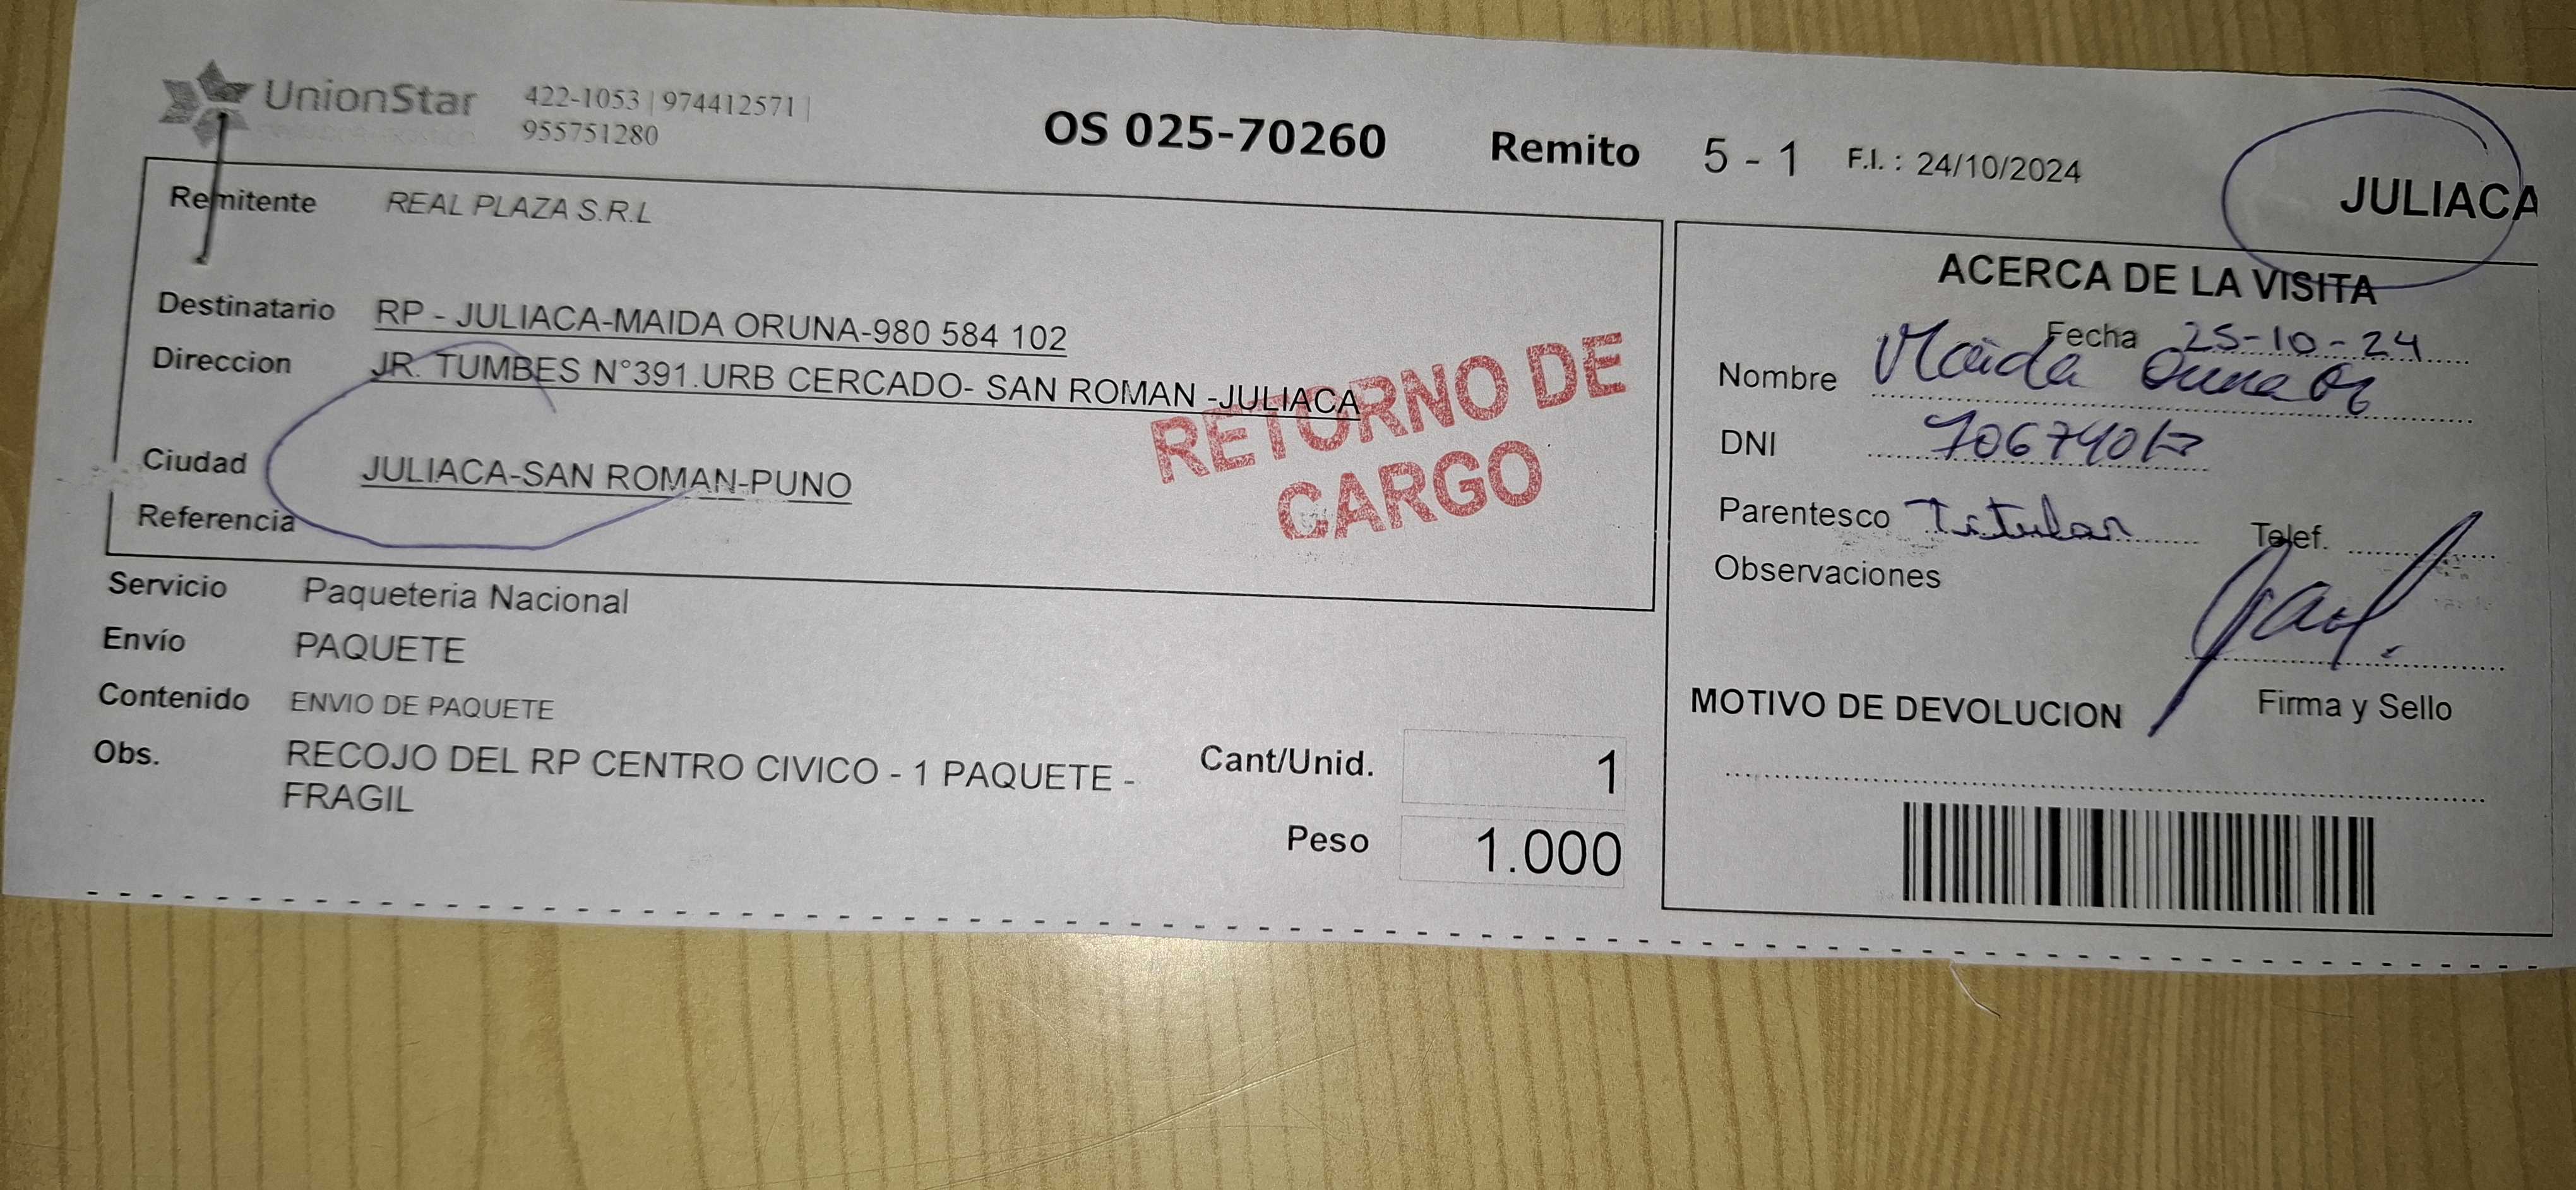 UnionStar
422-1053 | 974412571 |
955751280
OS 025-70260 Remito 5 - 1 F.I. : 24/10/2024
JULIACA
Remitente REAL PLAZA S.R.L
Destinatario RP - JULIACA-MAIDA ORUNA-980 584 102
Direccion JR. TUMBES N°391.URB CERCADO- SAN ROMAN -JULIACA
Ciudad JULIACA-SAN ROMAN-PUNO
Referencia
RETORNO DE
CARGO
Servicio Paqueteria Nacional
Envío PAQUETE
Contenido ENVIO DE PAQUETE
Obs. RECOJO DEL RP CENTRO CIVICO - 1 PAQUETE -
FRAGIL
Cant/Unid. 1
Peso 1.000
ACERCA DE LA VISITA
Fecha 25-10-24
Nombre Maida Oruna
DNI
Parentesco Titular Telef.
Observaciones
Firma y Sello
MOTIVO DE DEVOLUCION